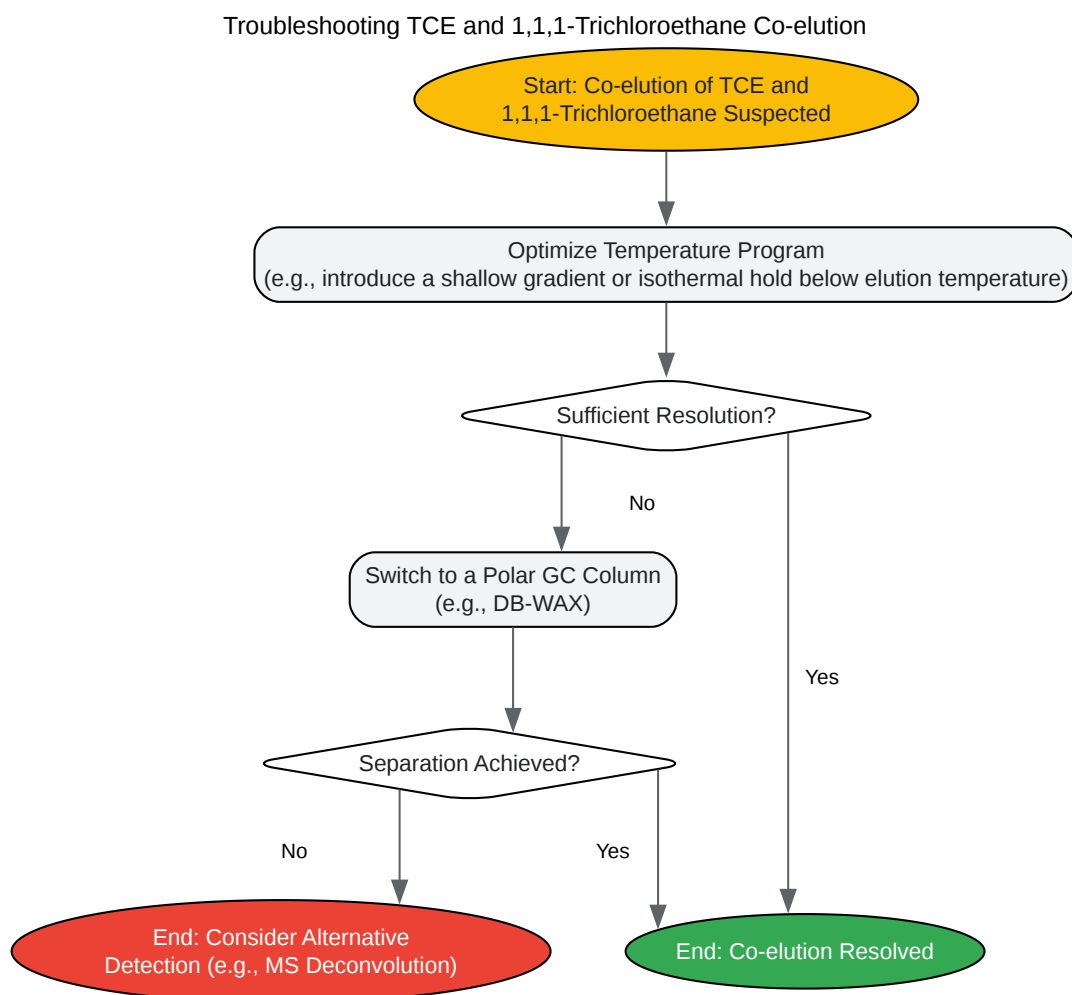 Troubleshooting TCE and 1,1,1-Trichloroethane Co-elution
Start: Co-elution of TCE and
1,1,1-Trichloroethane Suspected
Optimize Temperature Program
(e.g., introduce a shallow gradient or isothermal hold below elution temperature)
Sufficient Resolution?
No
Switch to a Polar GC Column
(e.g., DB-WAX)
Yes
Separation Achieved?
No
Yes
End: Consider Alternative
Detection (e.g., MS Deconvolution)
End: Co-elution Resolved